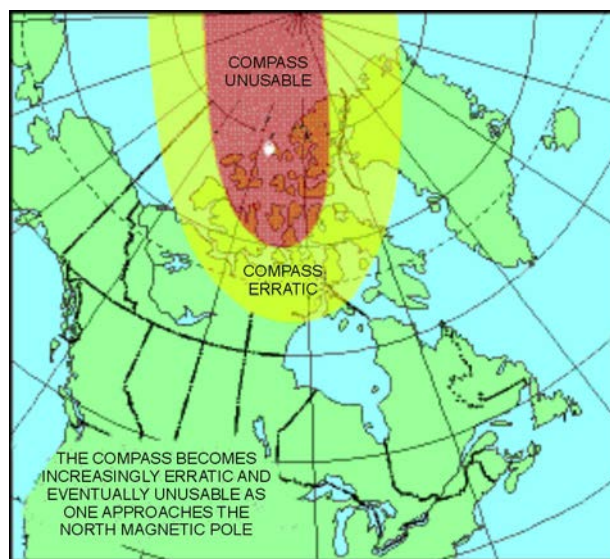 COMPASS
UNUSABLE
COMPASS
ERRATIC
THE COMPASS BECOMES
INCREASINGLY ERRATIC AND
EVENTUALLY UNUSABLE AS
ONE APPROACHES THE
NORTH MAGNETIC POLE